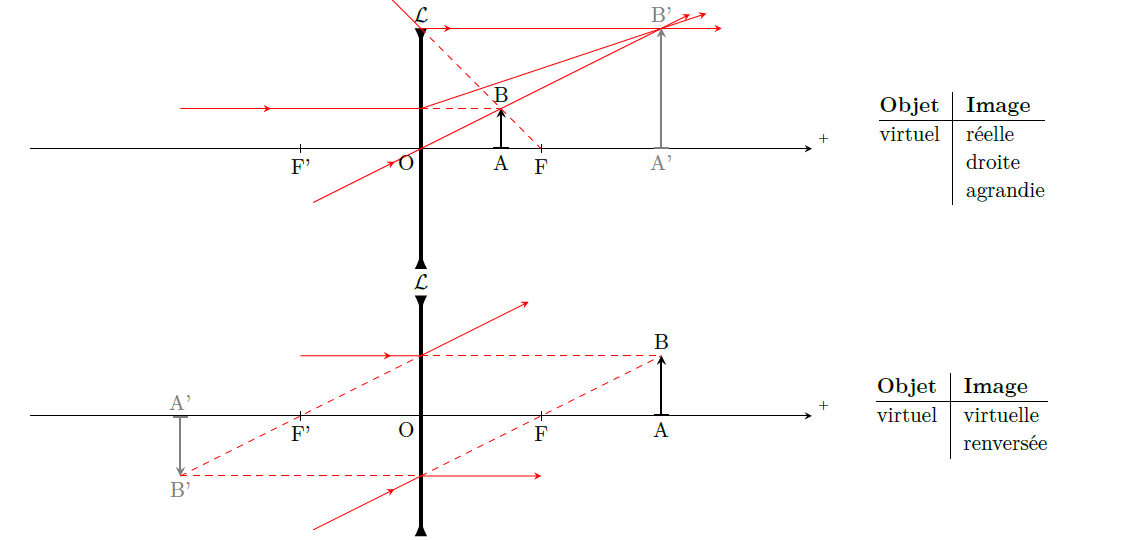 ℒ
B'
B
+
F'
O
A
F
A'
Objet Image
virtuel réelle
droite
agrandie
ℒ
B
A'
+
F'
O
F
A
B'
Objet Image
virtuel virtuelle
renversée